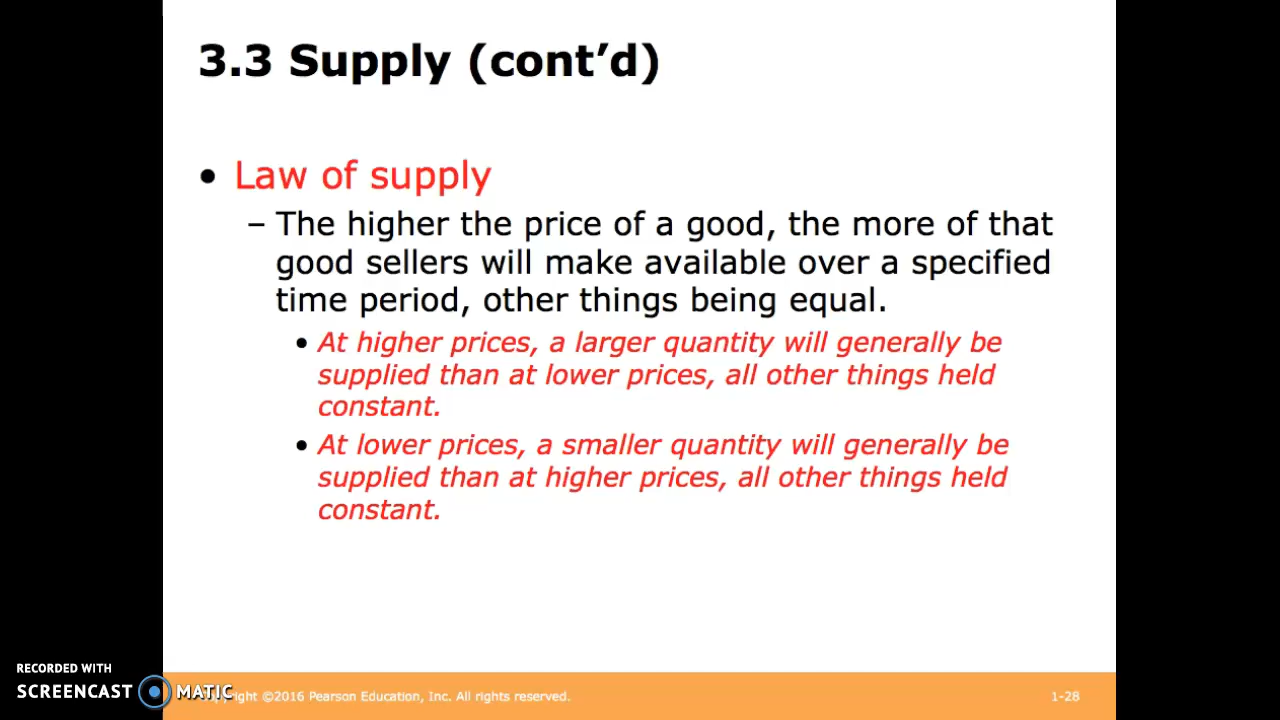 3.3 Supply (cont’d)
• Law of supply
– The higher the price of a good, the more of that
good sellers will make available over a specified
time period, other things being equal.
• At higher prices, a larger quantity will generally be
supplied than at lower prices, all other things held
constant.
• At lower prices, a smaller quantity will generally be
supplied than at higher prices, all other things held
constant.
RECORDED WITH
SCREENCAST MATIC
©2016 Pearson Education, Inc. All rights reserved.
1-28